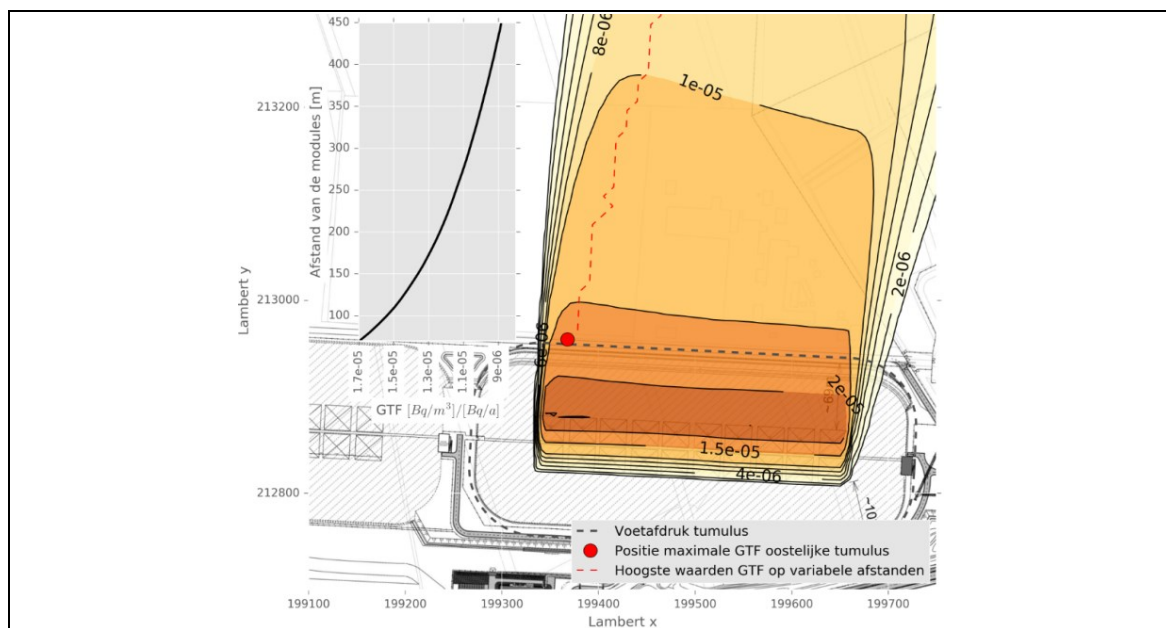 450
400
350
300
250
200
150
100
Afstand van de modules [m]
1.7e-05
1.5e-05
1.3e-05
1.1e-05
9e-06
GTF [Bq/m³]/[Bq/a]
8e-06
1e-05
2e-06
6e-06
2e-05
1.5e-05
4e-06
213200
213000
212800
Lambert y
Voetafdruk tumulus
Positie maximale GTF oostelijke tumulus
Hoogste waarden GTF op variabele afstanden
199100
199200
199300
199400
199500
199600
199700
Lambert x